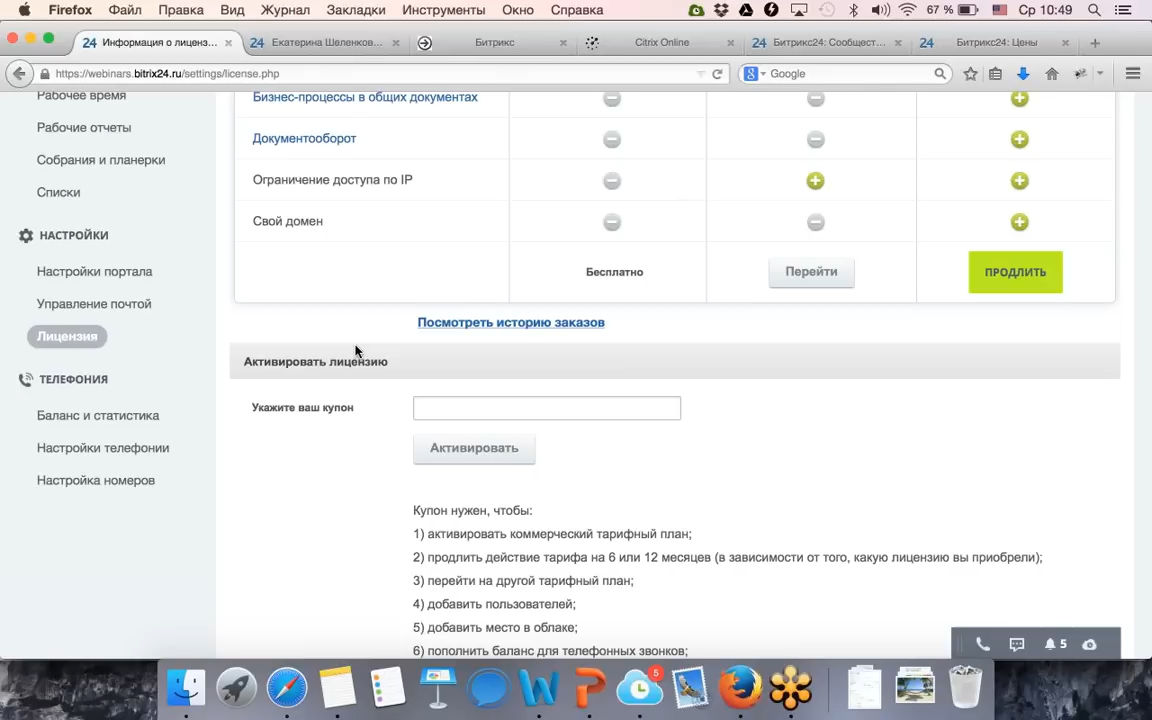 Firefox Файл Правка Вид Журнал Закладки Инструменты Окно Справка 67 % Ср 10:49
24 Информация о лиценз... 24 Екатерина Шеленков... Битрикс Citrix Online 24 Битрикс24: Сообщест... 24 Битрикс24: Цены
https://webinars.bitrix24.ru/settings/license.php Google
Рабочее время
Рабочие отчеты
Собрания и планерки
Списки
НАСТРОЙКИ
Настройки портала
Управление почтой
Лицензия
ТЕЛЕФОНИЯ
Баланс и статистика
Настройки телефонии
Настройка номеров
Бизнес-процессы в общих документах
Документооборот
Ограничение доступа по IP
Свой домен
Бесплатно Перейти ПРОДЛИТЬ
Посмотреть историю заказов
Активировать лицензию
Укажите ваш купон
Активировать
Купон нужен, чтобы:
1) активировать коммерческий тарифный план;
2) продлить действие тарифа на 6 или 12 месяцев (в зависимости от того, какую лицензию вы приобрели);
3) перейти на другой тарифный план;
4) добавить пользователей;
5) добавить место в облаке;
6) пополнить баланс для телефонных звонков;
5
5